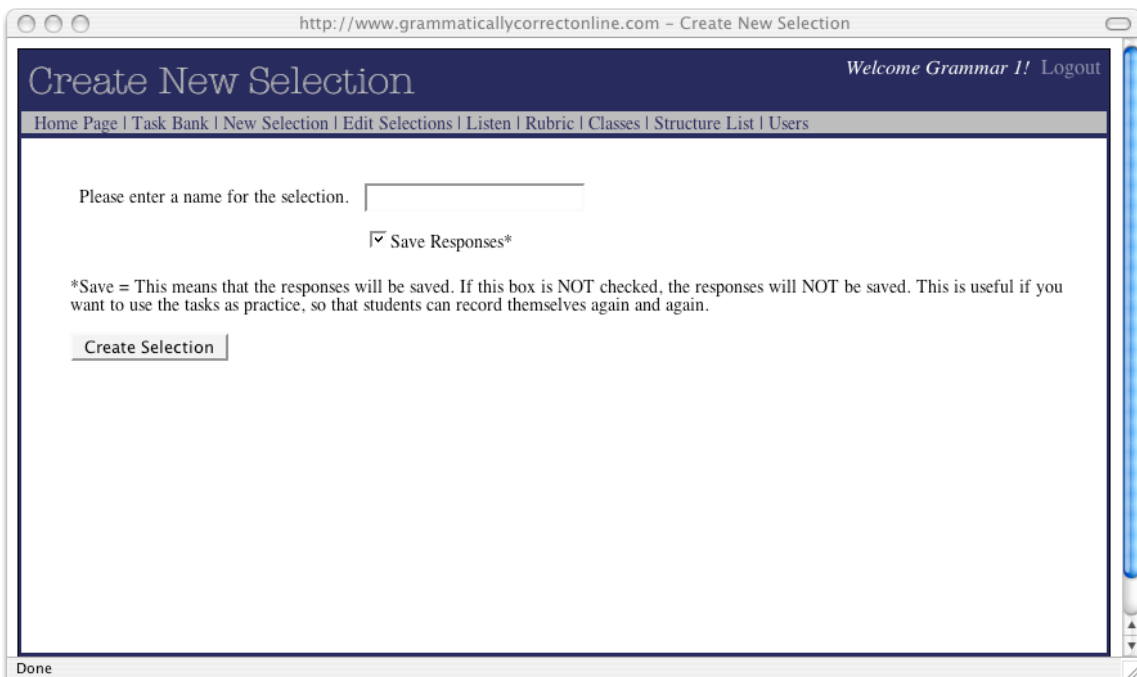 http://www.grammaticallycorrectonline.com – Create New Selection
Create New Selection
Welcome Grammar 1! Logout
Home Page | Task Bank | New Selection | Edit Selections | Listen | Rubric | Classes | Structure List | Users
Please enter a name for the selection.
Save Responses*
*Save = This means that the responses will be saved. If this box is NOT checked, the responses will NOT be saved. This is useful if you
want to use the tasks as practice, so that students can record themselves again and again.
Create Selection
Done